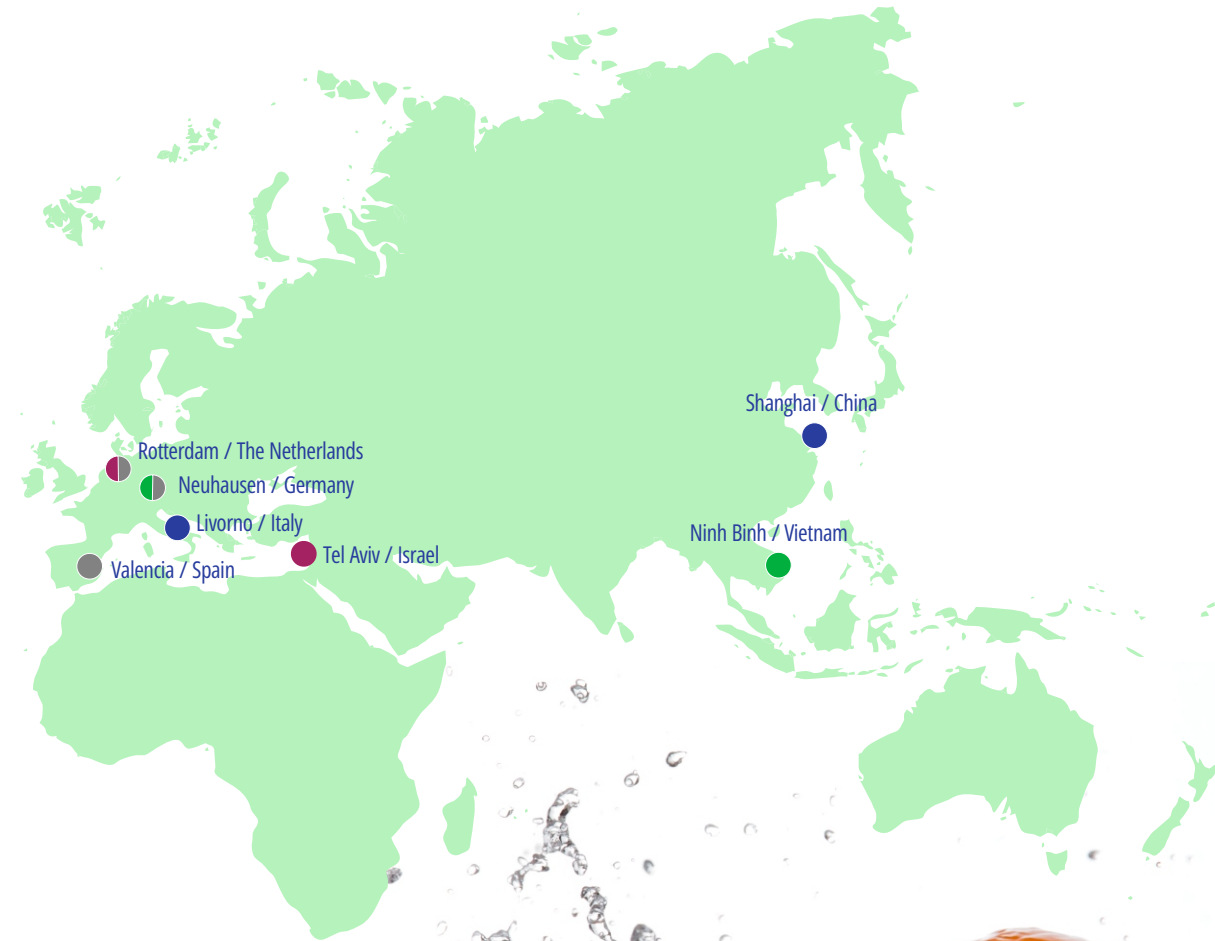 Shanghai / China
Rotterdam / The Netherlands
Neuhausen / Germany
Livorno / Italy
Ninh Binh / Vietnam
Tel Aviv / Israel
Valencia / Spain